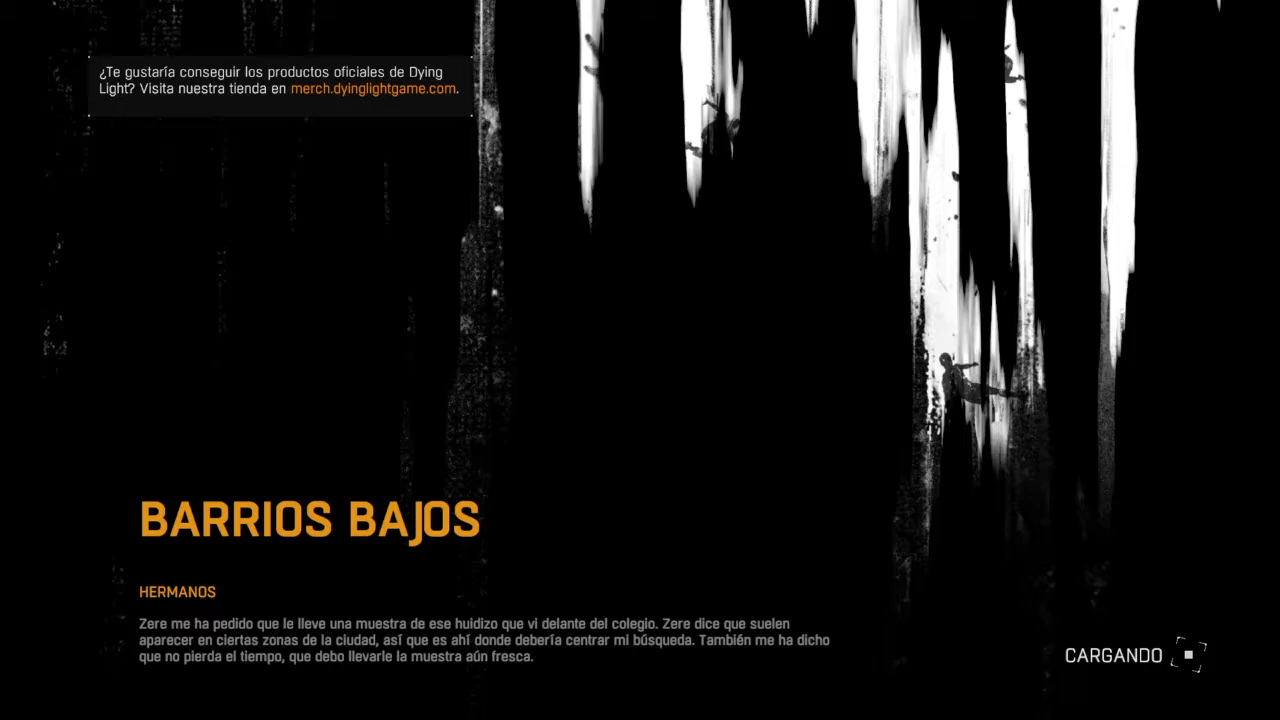 ¿Te gustaría conseguir los productos oficiales de Dying
Light? Visita nuestra tienda en merch.dyinglightgame.com.
BARRIOS BAJOS
HERMANOS
Zere me ha pedido que le lleve una muestra de ese huidizo que vi delante del colegio. Zere dice que suelen
aparecer en ciertas zonas de la ciudad, así que es ahí donde debería centrar mi búsqueda. También me ha dicho
que no pierda el tiempo, que debo llevarle la muestra aún fresca.
CARGANDO